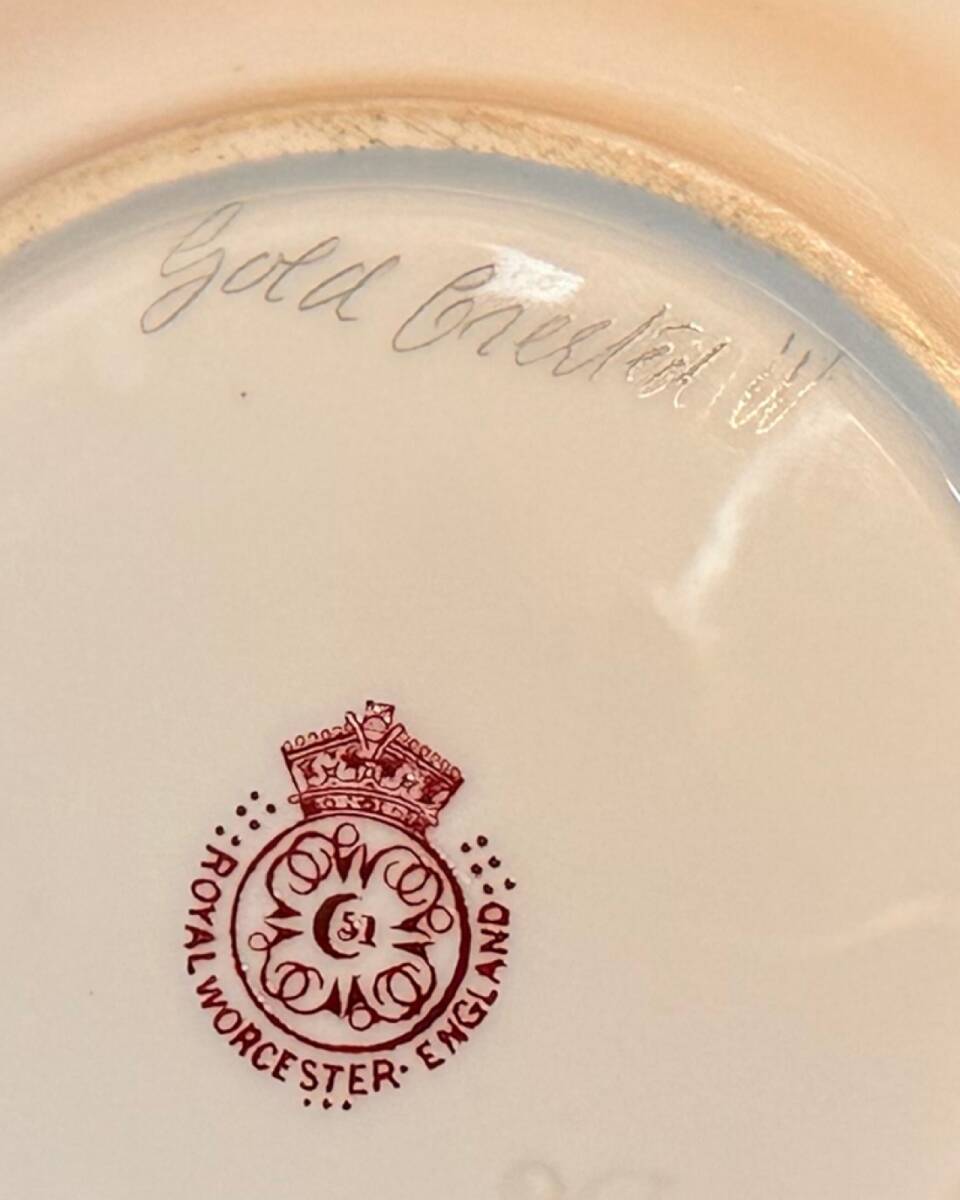 Gold Crested W
51
ROYAL WORCESTER · ENGLAND